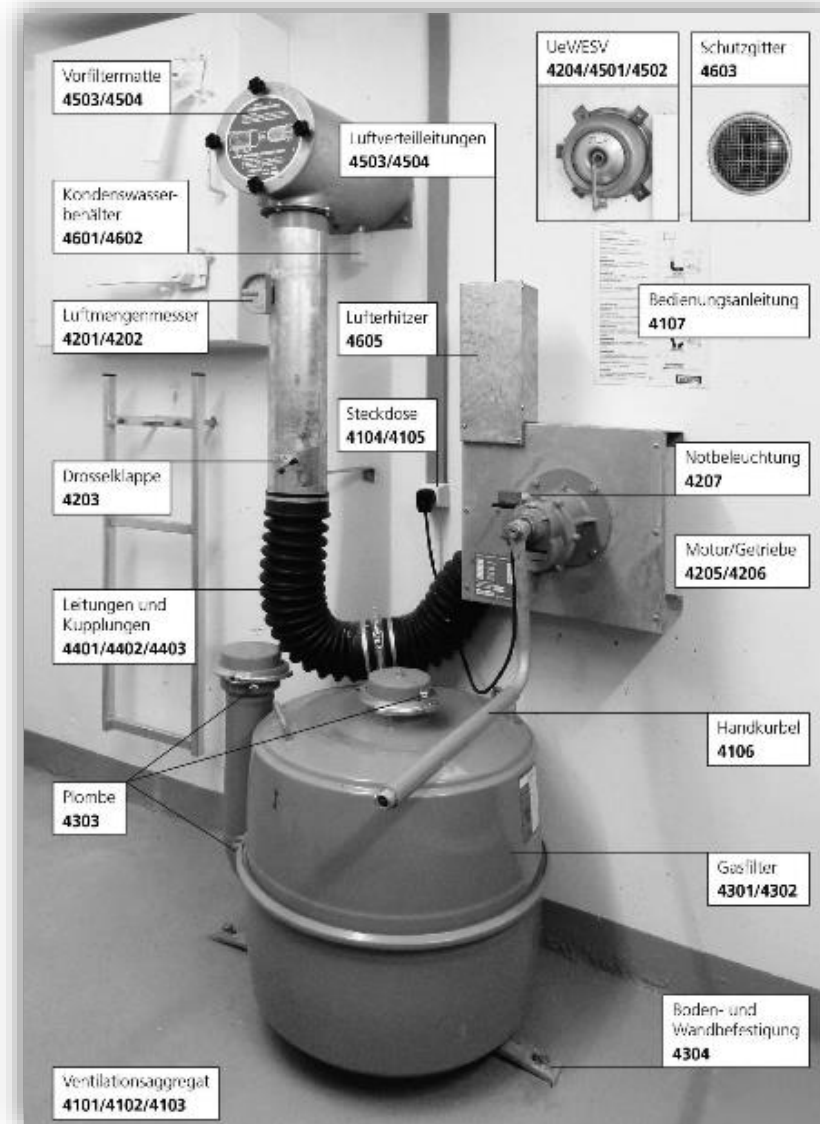 Vorfiltermatte
4503/4504
UeV/ESV
4204/4501/4502
Schutzgitter
4603
Luftverteilleitungen
4503/4504
Kondenswasser-
behälter
4601/4602
Luftmengenmesser
4201/4202
Lufterhitzer
4605
Bedienungsanleitung
4107
Steckdose
4104/4105
Drosselklappe
4203
Notbeleuchtung
4207
Motor/Getriebe
4205/4206
Leitungen und
Kupplungen
4401/4402/4403
Handkurbel
4106
Plombe
4303
Gasfilter
4301/4302
Boden- und
Wandbefestigung
4304
Ventilationsaggregat
4101/4102/4103